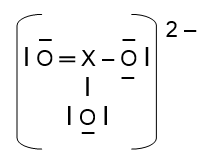 2 –
| O = X – O |
|
| O |